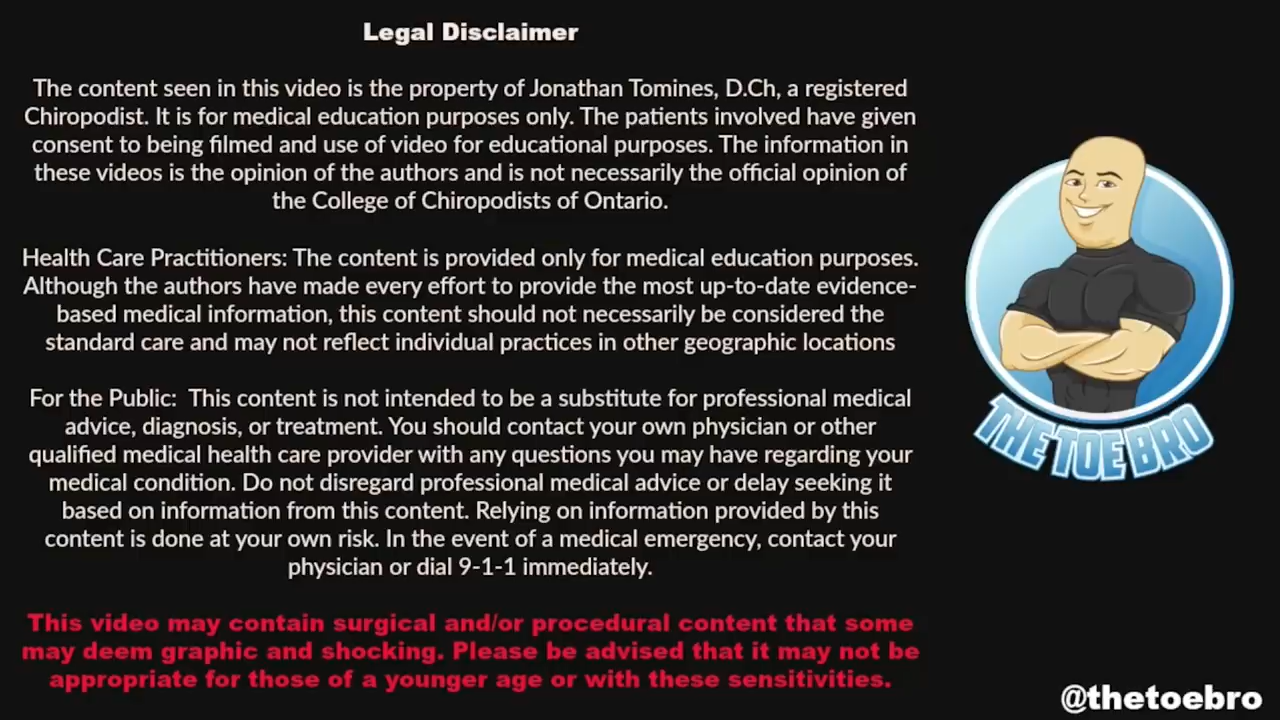 Legal Disclaimer
The content seen in this video is the property of Jonathan Tomines, D.Ch, a registered
Chiropodist. It is for medical education purposes only. The patients involved have given
consent to being filmed and use of video for educational purposes. The information in
these videos is the opinion of the authors and is not necessarily the official opinion of
the College of Chiropodists of Ontario.
Health Care Practitioners: The content is provided only for medical education purposes.
Although the authors have made every effort to provide the most up-to-date evidence-
based medical information, this content should not necessarily be considered the
standard care and may not reflect individual practices in other geographic locations
For the Public:  This content is not intended to be a substitute for professional medical
advice, diagnosis, or treatment. You should contact your own physician or other
qualified medical health care provider with any questions you may have regarding your
medical condition. Do not disregard professional medical advice or delay seeking it
based on information from this content. Relying on information provided by this
content is done at your own risk. In the event of a medical emergency, contact your
physician or dial 9-1-1 immediately.
This video may contain surgical and/or procedural content that some
may deem graphic and shocking. Please be advised that it may not be
appropriate for those of a younger age or with these sensitivities.
THE TOE BRO
@thetoebro